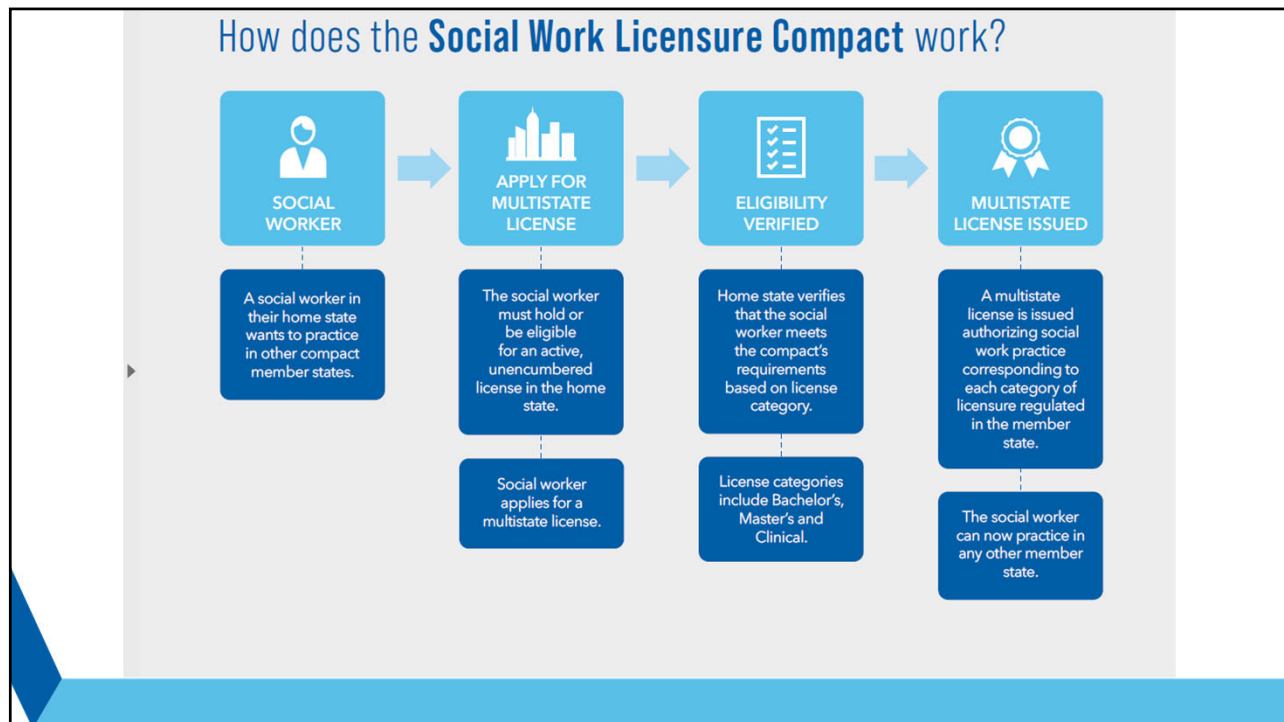 How does the Social Work Licensure Compact work?
SOCIAL
WORKER
A social worker in
their home state
wants to practice
in other compact
member states.
APPLY FOR
MULTISTATE
LICENSE
The social worker
must hold or
be eligible
for an active,
unencumbered
license in the home
state.
Social worker
applies for a
multistate license.
ELIGIBILITY
VERIFIED
Home state verifies
that the social
worker meets
the compact's
requirements
based on license
category.
License categories
include Bachelor's,
Master's and
Clinical.
MULTISTATE
LICENSE ISSUED
A multistate
license is issued
authorizing social
work practice
corresponding to
each category of
licensure regulated
in the member
state.
The social worker
can now practice in
any other member
state.